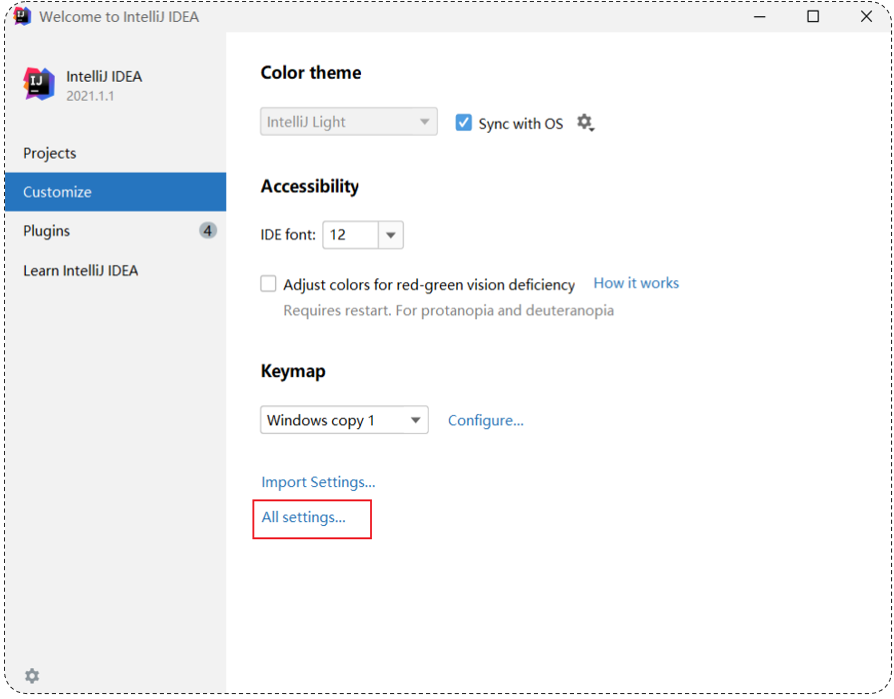 Welcome to IntelliJ IDEA
IntelliJ IDEA
2021.1.1
Projects
Customize
Plugins 4
Learn IntelliJ IDEA
Color theme
IntelliJ Light Sync with OS
Accessibility
IDE font: 12
Adjust colors for red-green vision deficiency How it works
Requires restart. For protanopia and deuteranopia
Keymap
Windows copy 1 Configure...
Import Settings...
All settings...